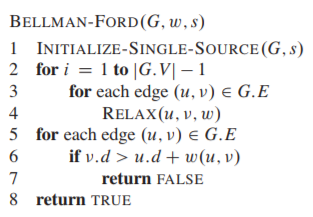 BELLMAN-FORD(G, w, s)
1 INITIALIZE-SINGLE-SOURCE(G, s)
2 for i = 1 to |G.V| − 1
3 for each edge (u, v) ∈ G.E
4 RELAX(u, v, w)
5 for each edge (u, v) ∈ G.E
6 if v.d > u.d + w(u, v)
7 return FALSE
8 return TRUE